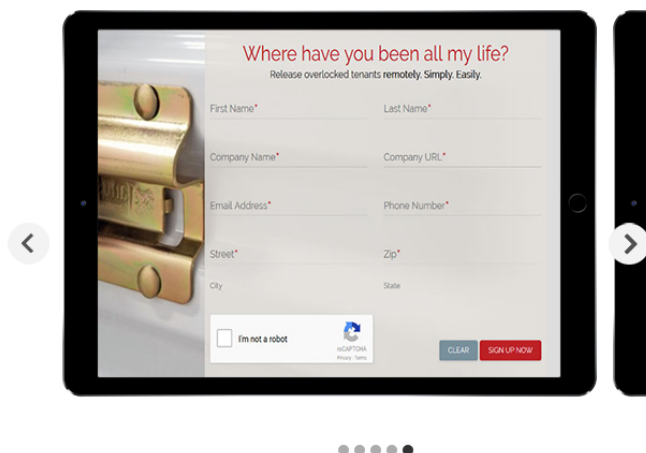 Where have you been all my life?
Release overlocked tenants remotely. Simply. Easily.
First Name* Last Name*
Company Name* Company URL*
Email Address* Phone Number*
Street* Zip*
City State
I'm not a robot
reCAPTCHA
Privacy - Terms
CLEAR SIGN UP NOW